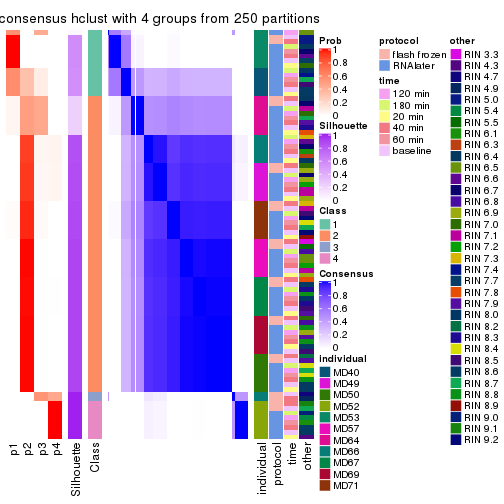 consensus hclust with 4 groups from 250 partitions
p1
p2
p3
p4
Silhouette
Class
individual
protocol
time
other
Prob
1
0.8
0.6
0.4
0.2
0
Silhouette
1
0.8
0.6
0.4
0.2
0
Class
1
2
3
4
Consensus
1
0.8
0.6
0.4
0.2
0
individual
MD40
MD49
MD50
MD52
MD53
MD57
MD64
MD66
MD67
MD69
MD71
protocol
flash frozen
RNAlater
time
120 min
180 min
20 min
40 min
60 min
baseline
other
RIN 3.3
RIN 4.3
RIN 4.7
RIN 4.9
RIN 5.0
RIN 5.4
RIN 5.5
RIN 6.1
RIN 6.3
RIN 6.4
RIN 6.5
RIN 6.6
RIN 6.7
RIN 6.8
RIN 6.9
RIN 7.0
RIN 7.1
RIN 7.2
RIN 7.3
RIN 7.4
RIN 7.7
RIN 7.8
RIN 7.9
RIN 8.0
RIN 8.2
RIN 8.3
RIN 8.4
RIN 8.5
RIN 8.6
RIN 8.7
RIN 8.8
RIN 8.9
RIN 9.0
RIN 9.1
RIN 9.2